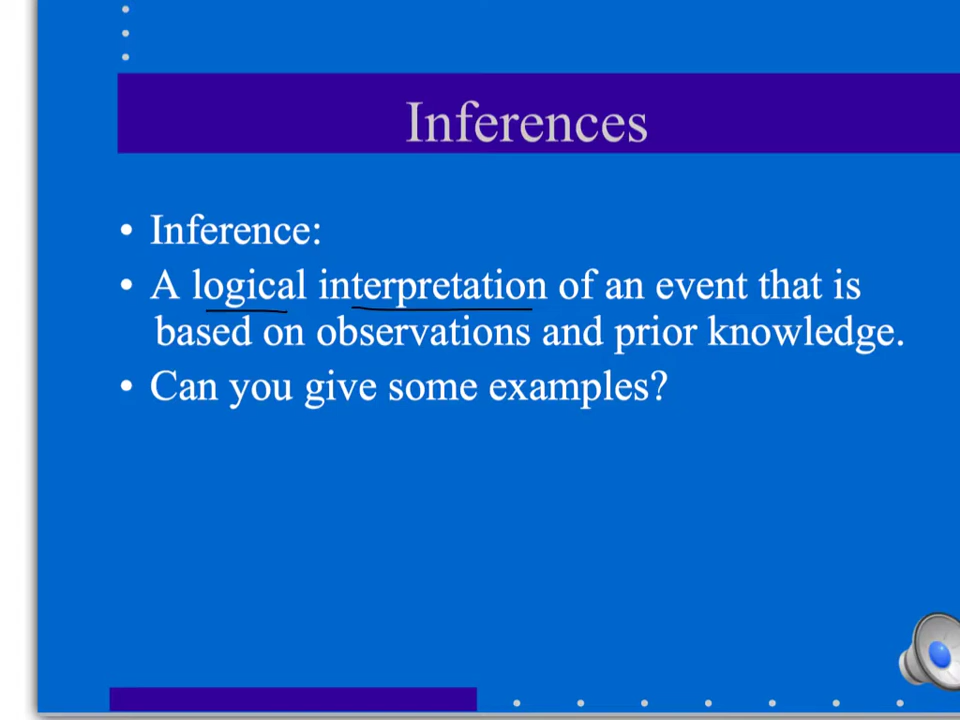 Inferences
• Inference:
• A logical interpretation of an event that is
based on observations and prior knowledge.
• Can you give some examples?